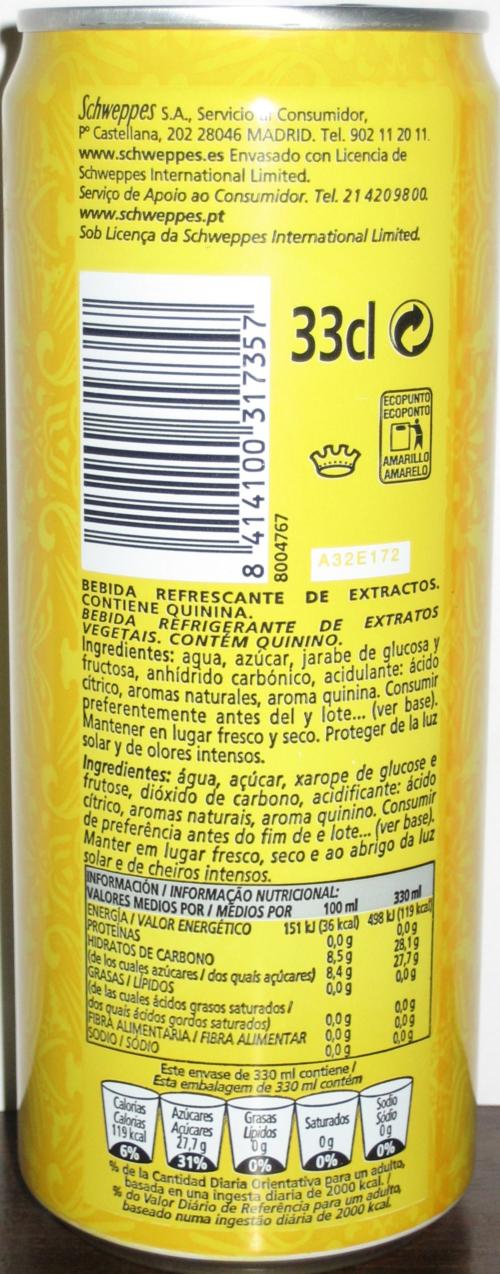 Schweppes S.A., Servicio al Consumidor,
Pº Castellana, 202 28046 MADRID. Tel. 902 11 20 11.
www.schweppes.es Envasado con Licencia de
Schweppes International Limited.
Serviço de Apoio ao Consumidor. Tel. 21 420 98 00.
www.schweppes.pt
Sob Licença da Schweppes International Limited.
33cl
ECOPUNTO
ECOPONTO
AMARILLO
AMARELO
8 414100 317357
8004767
A32E172
BEBIDA REFRESCANTE DE EXTRACTOS.
CONTIENE QUININA.
BEBIDA REFRIGERANTE DE EXTRATOS
VEGETAIS. CONTÉM QUININO.
Ingredientes: agua, azúcar, jarabe de glucosa y
fructosa, anhídrido carbónico, acidulante: ácido
cítrico, aromas naturales, aroma quinina. Consumir
preferentemente antes del y lote... (ver base).
Mantener en lugar fresco y seco. Proteger de la luz
solar y de olores intensos.
Ingredientes: água, açúcar, xarope de glucose e
frutose, dióxido de carbono, acidificante: ácido
cítrico, aromas naturais, aroma quinino. Consumir
de preferência antes do fim de e lote... (ver base).
Manter em lugar fresco, seco e ao abrigo da luz
solar e de cheiros intensos.
INFORMACIÓN / INFORMAÇÃO NUTRICIONAL:
VALORES MEDIOS POR / MÉDIOS POR 100 ml 330 ml
ENERGÍA / VALOR ENERGÉTICO 151 kJ (36 kcal) 498 kJ (119 kcal)
PROTEÍNAS 0,0 g 0,0 g
HIDRATOS DE CARBONO 8,5 g 28,1 g
(de los cuales azúcares / dos quais açúcares) 8,4 g 27,7 g
GRASAS / LÍPIDOS 0,0 g 0,0 g
(de las cuales ácidos grasos saturados /
dos quais ácidos gordos saturados) 0,0 g 0,0 g
FIBRA ALIMENTARIA / FIBRA ALIMENTAR 0,0 g 0,0 g
SODIO / SÓDIO 0,0 g 0,0 g
Este envase de 330 ml contiene /
Esta embalagem de 330 ml contém
Calorías
Calorias
119 kcal
6%
Azúcares
Açúcares
27,7 g
31%
Grasas
Lípidos
0 g
0%
Saturados
0 g
0%
Sodio
Sódio
0 g
0%
% de la Cantidad Diaria Orientativa para un adulto,
basada en una ingesta diaria de 2000 kcal. /
% do Valor Diário de Referência para um adulto,
baseado numa ingestão diária de 2000 kcal.